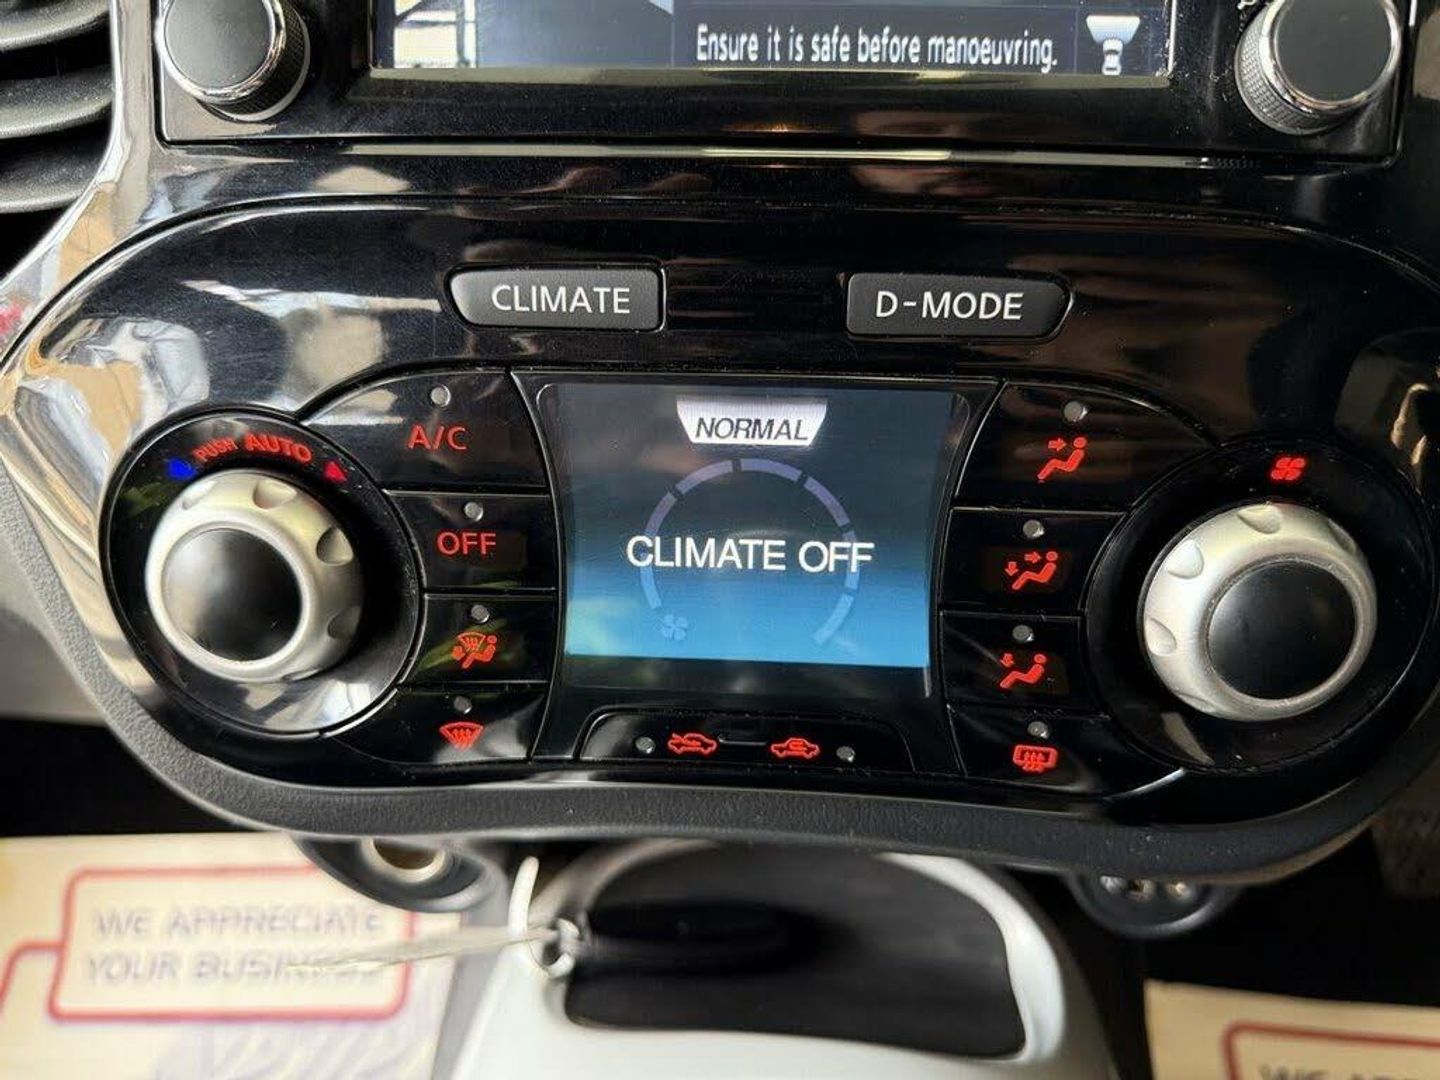 Ensure it is safe before manoeuvring.
CLIMATE
D-MODE
PUSH AUTO
A/C
NORMAL
OFF
CLIMATE OFF
WE APPRECIATE
YOUR BUSINESS